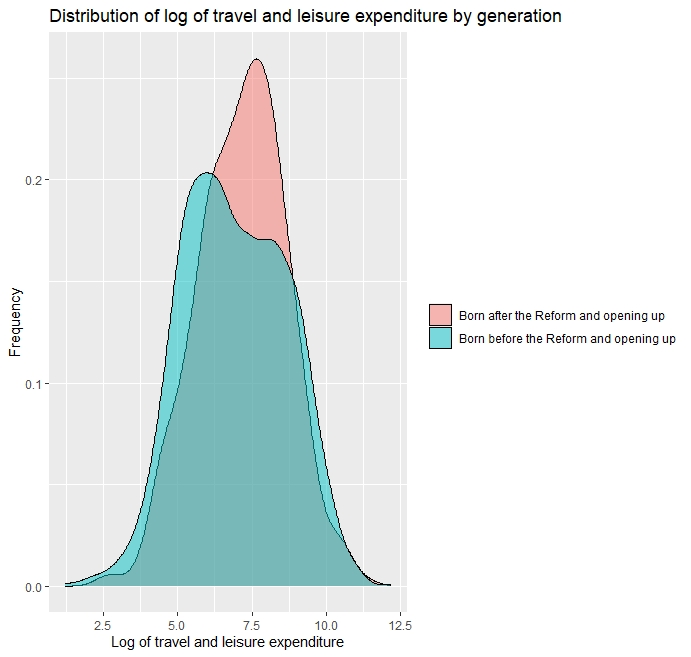 Distribution of log of travel and leisure expenditure by generation
0.2
0.1
0.0
Frequency
2.5
5.0
7.5
10.0
12.5
Log of travel and leisure expenditure
Born after the Reform and opening up
Born before the Reform and opening up